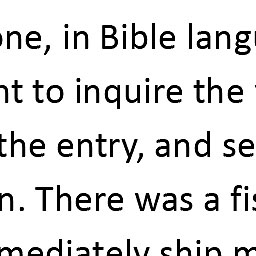 one, in Bible langu
nt to inquire the
the entry, and se
n. There was a fis
mediately ship m